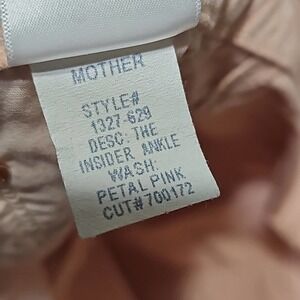 MOTHER
STYLE#
1327-629
DESC: THE
INSIDER ANKLE
WASH:
PETAL PINK
CUT#700172